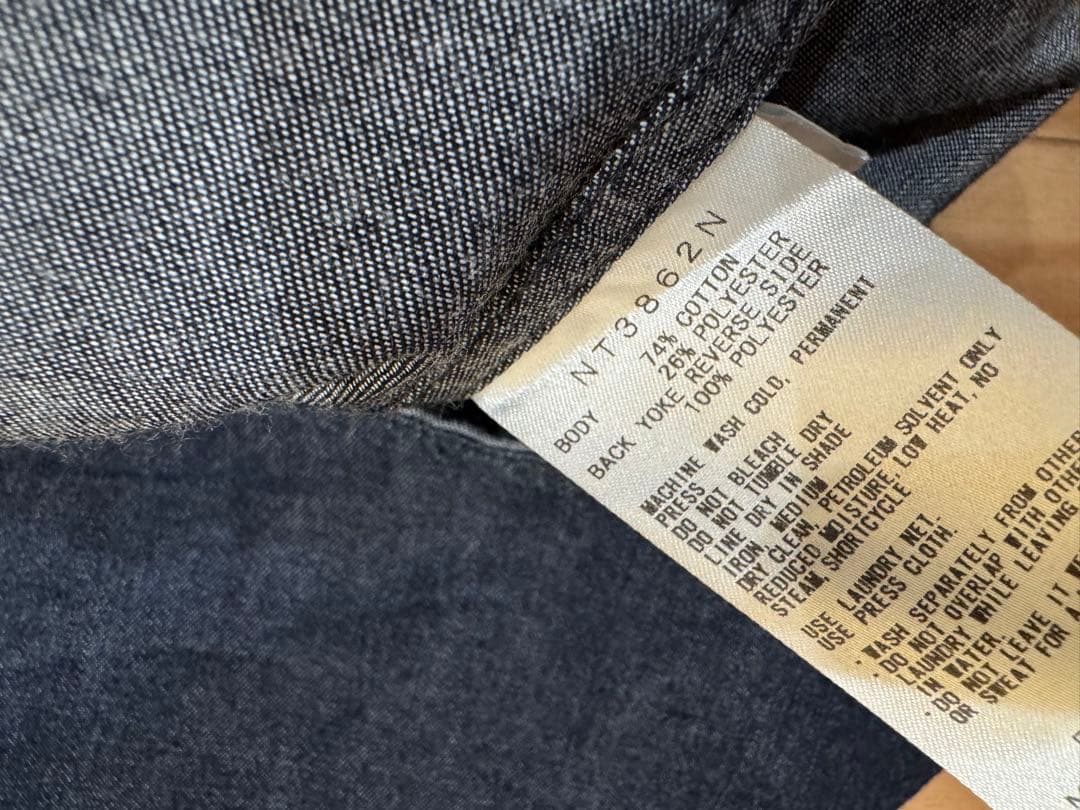 NT3862N
BODY 74% COTTON
26% POLYESTER
BACK YOKE REVERSE SIDE
100% POLYESTER
MACHINE WASH COLD, PERMANENT
PRESS
DO NOT BLEACH
DO NOT TUMBLE DRY
LINE DRY IN SHADE
IRON, MEDIUM
DRY CLEAN, PETROLEUM SOLVENT ONLY
REDUCED MOISTURE, LOW HEAT, NO
STEAM, SHORTCYCLE
USE LAUNDRY NET.
USE PRESS CLOTH.
・WASH SEPARATELY FROM OTHER
・DO NOT OVERLAP WITH OTHE
LAUNDRY WHILE LEAVING
IN WATER.
・DO NOT LEAVE IT WE
OR SWEAT FOR A